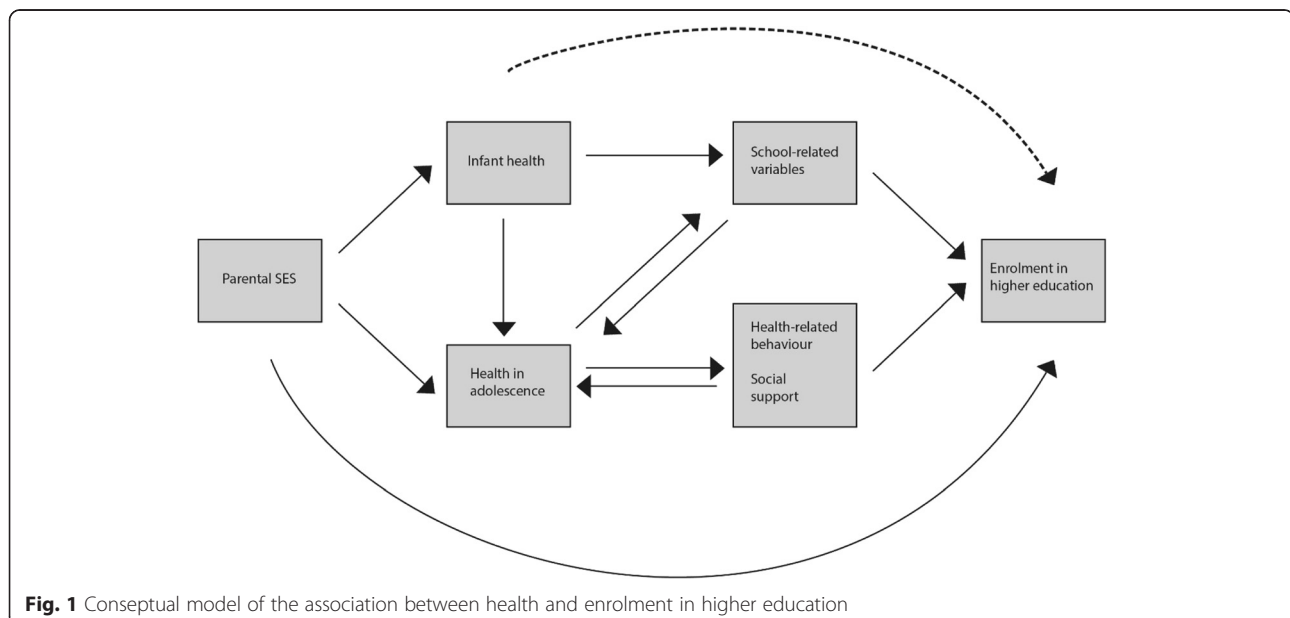 Infant health
School-related
variables
Parental SES
Enrolment in
higher education
Health in
adolescence
Health-related
behaviour
Social
support
Fig. 1 Conseptual model of the association between health and enrolment in higher education